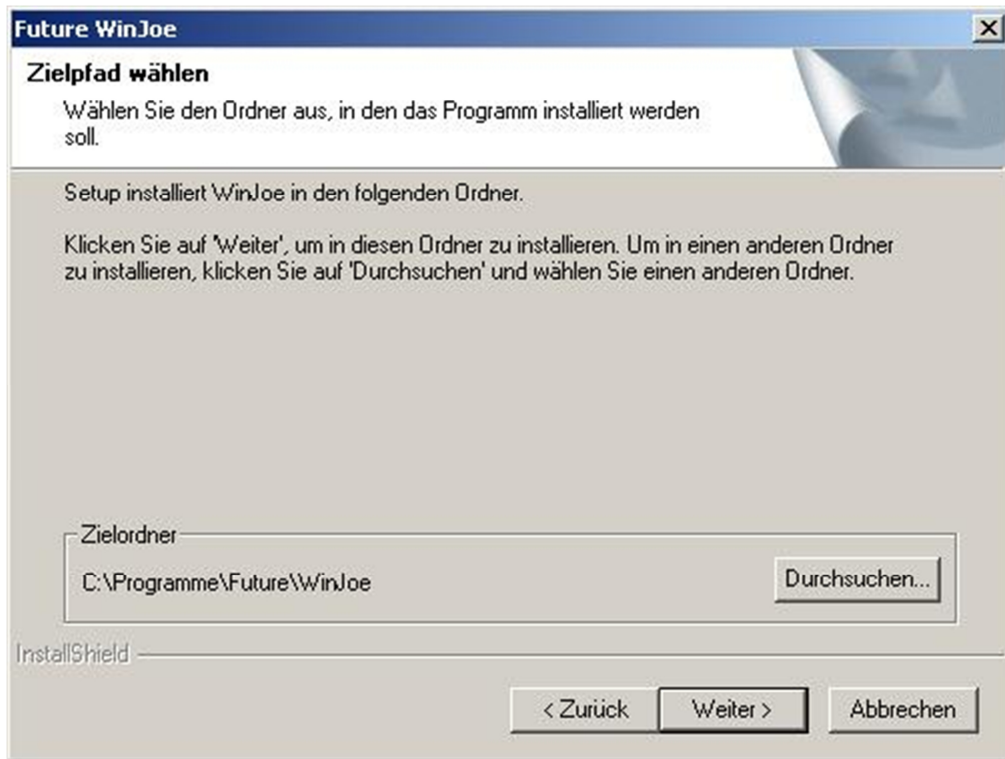 Future WinJoe
Zielpfad wählen
Wählen Sie den Ordner aus, in den das Programm installiert werden
soll.
Setup installiert WinJoe in den folgenden Ordner.
Klicken Sie auf 'Weiter', um in diesen Ordner zu installieren. Um in einen anderen Ordner
zu installieren, klicken Sie auf 'Durchsuchen' und wählen Sie einen anderen Ordner.
Zielordner
C:\Programme\Future\WinJoe
Durchsuchen...
InstallShield
< Zurück
Weiter >
Abbrechen